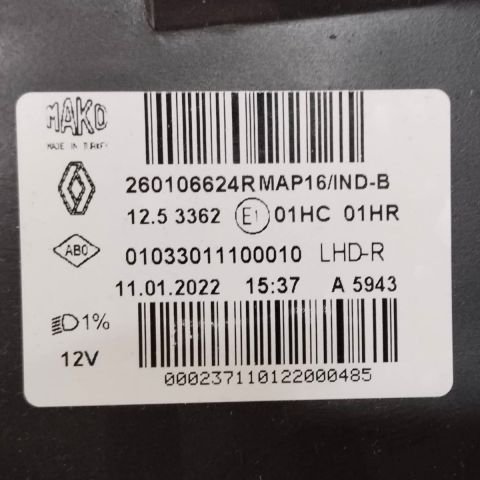 MAKO
MADE IN TURKEY
260106624R MAP16/IND-B
12.5 3362 E1 01HC 01HR
ABO
01033011100010 LHD-R
11.01.2022 15:37 A 5943
1%
12V
000237110122000485